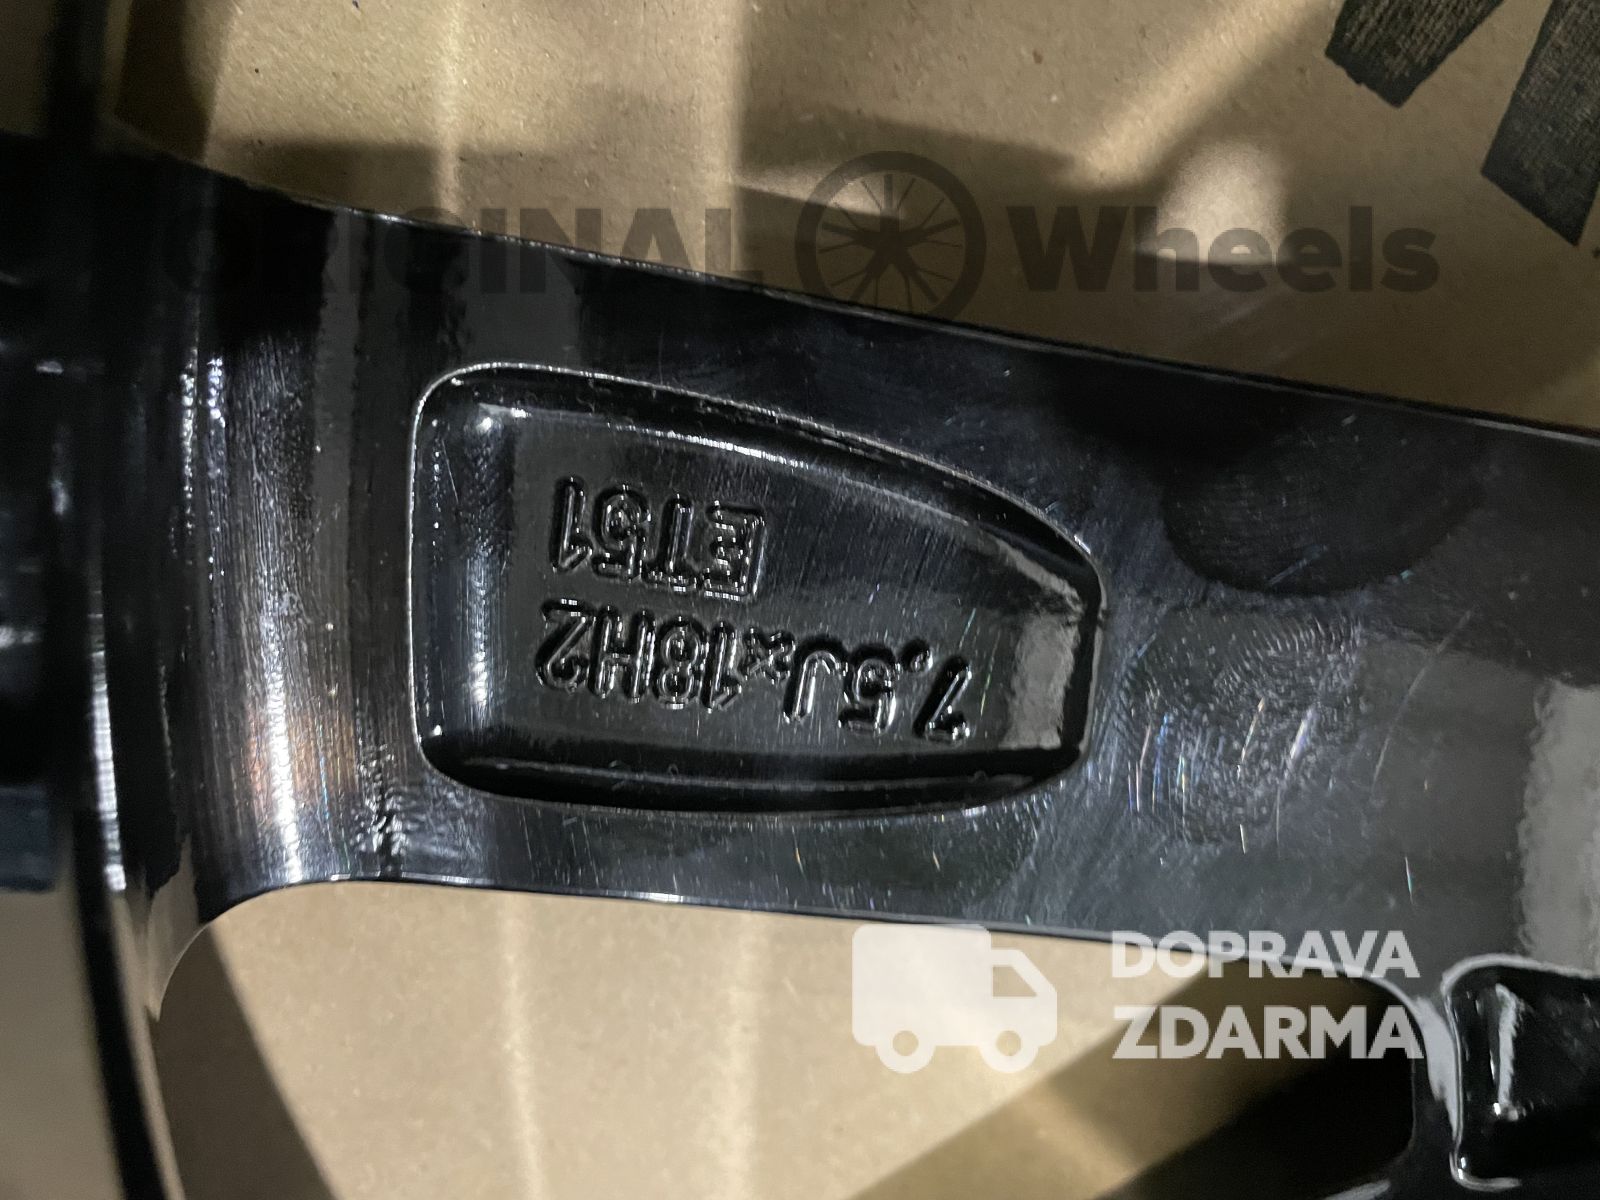 ORIGINAL Wheels
7,5Jx18H2
ET51
DOPRAVA
ZDARMA